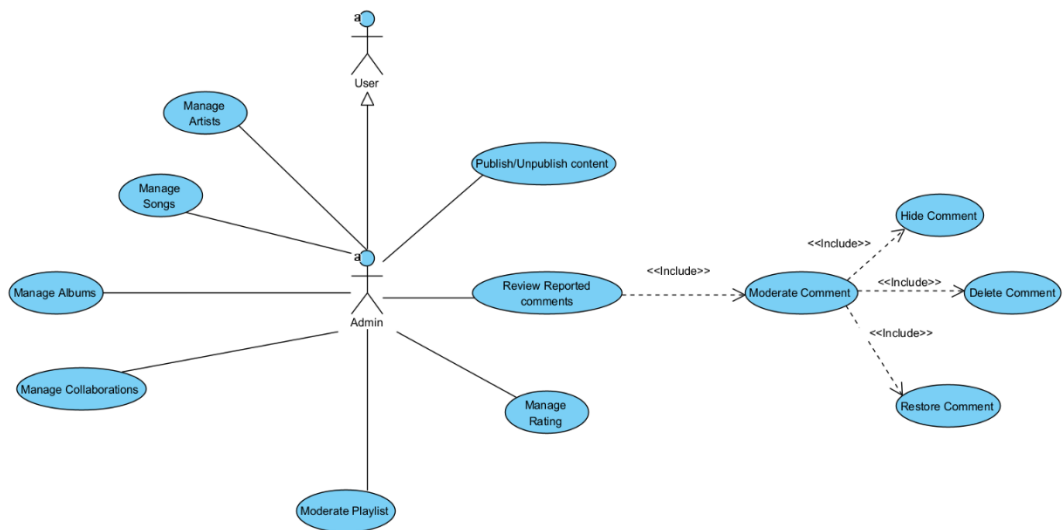 a
User
Manage
Artists
Publish/Unpublish content
Manage
Songs
Hide Comment
<<Include>>
a
<<Include>>
Manage Albums
Review Reported
comments
Moderate Comment
<<Include>>
Delete Comment
Admin
<<Include>>
Manage Collaborations
Manage
Rating
Restore Comment
Moderate Playlist